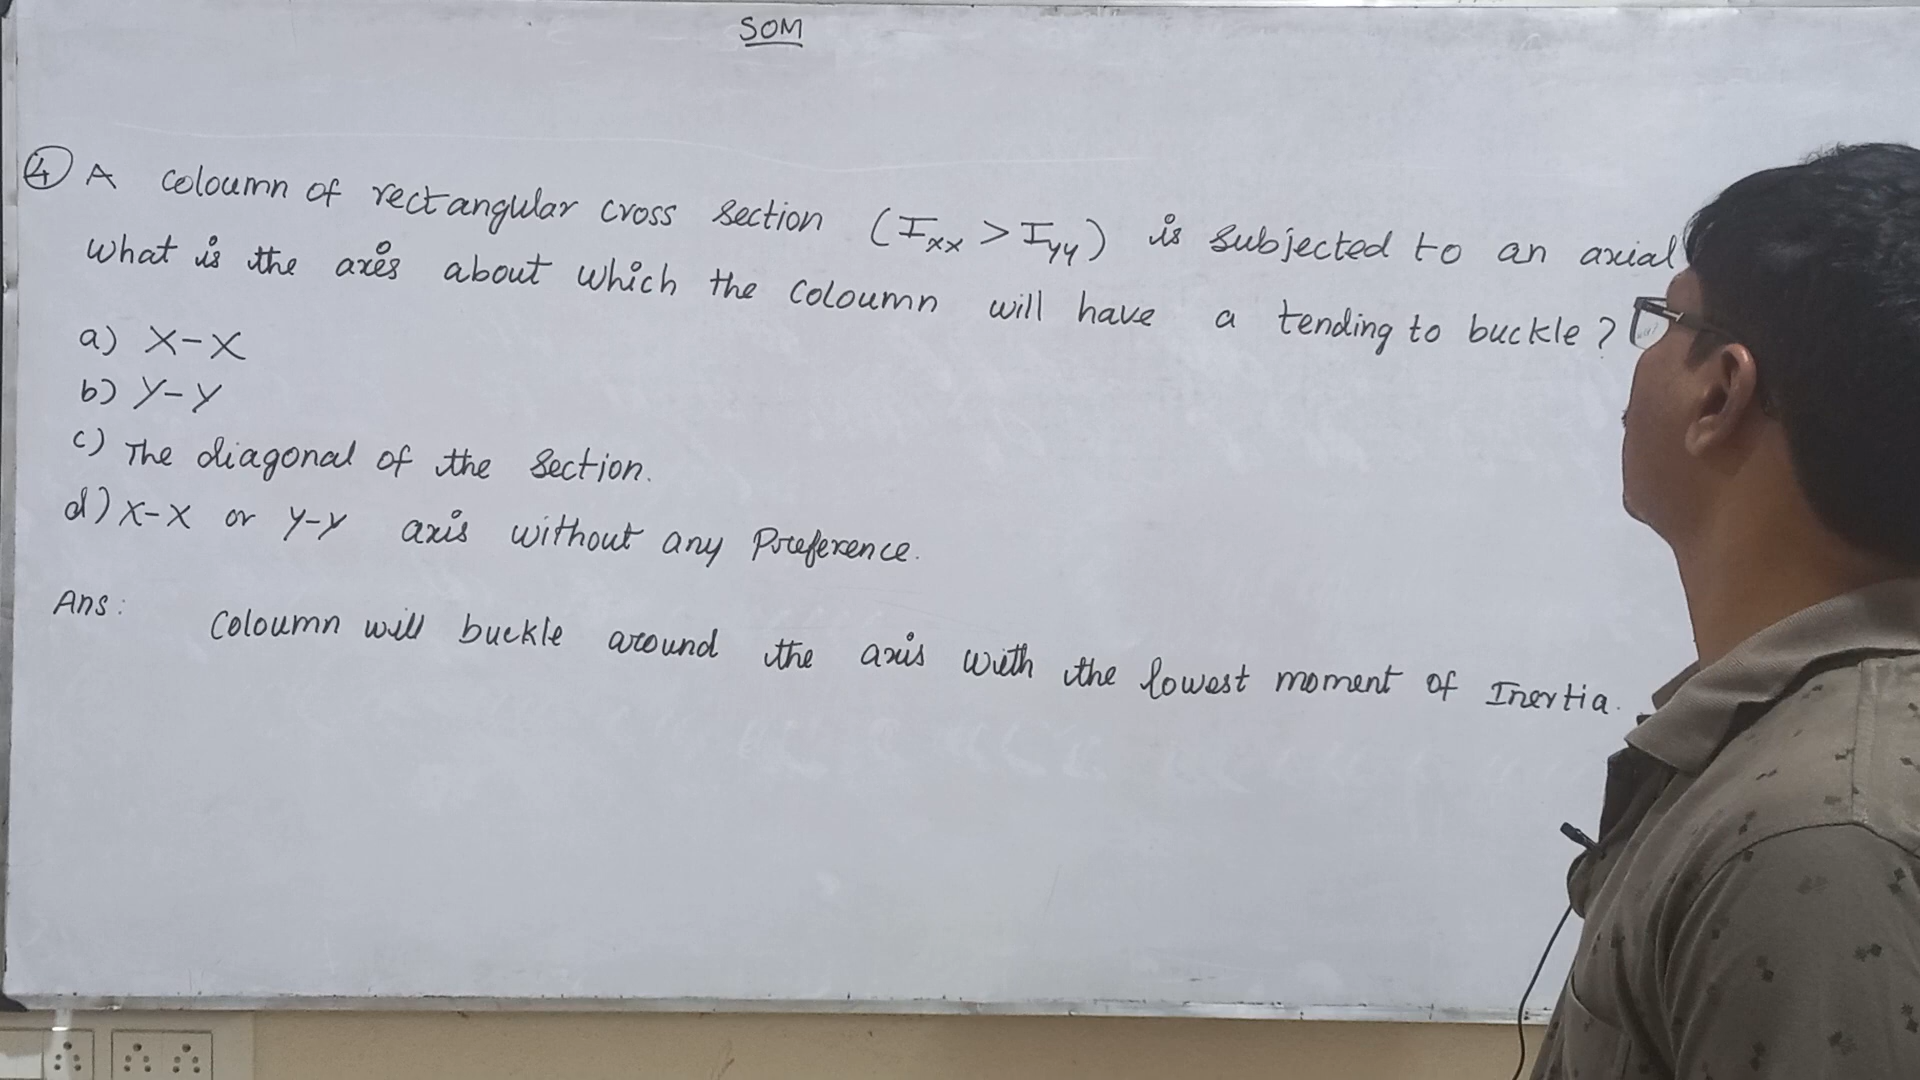 SOM
④ A coloumn of rectangular cross section (Ixx > Iyy) is subjected to an axial
What is the axis about which the coloumn will have a tending to buckle?
a) X-X
b) Y-Y
c) The diagonal of the section.
d) X-X or Y-Y axis without any Preference.
Ans: Coloumn will buckle around the axis with the lowest moment of Inertia.